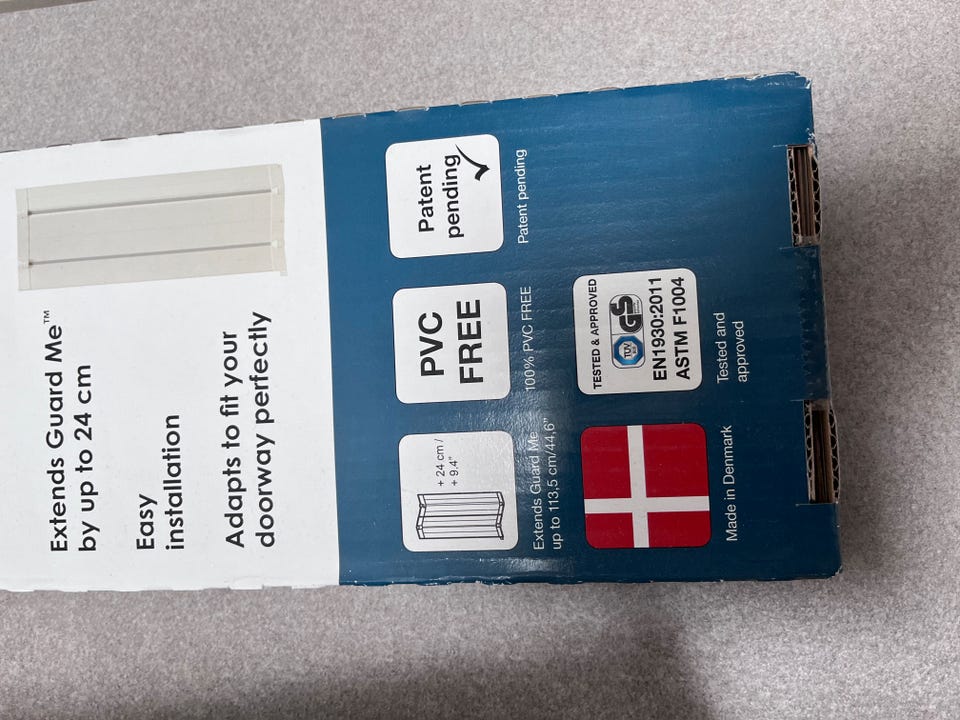 Extends Guard Me™
by up to 24 cm
Easy
installation
Adapts to fit your
doorway perfectly
+ 24 cm /
+ 9.4"
Extends Guard Me
up to 113,5 cm/44,6"
PVC
FREE
100% PVC FREE
Patent
pending
Patent pending
Made in Denmark
TESTED & APPROVED
TÜV
GS
EN1930:2011
ASTM F1004
Tested and
approved